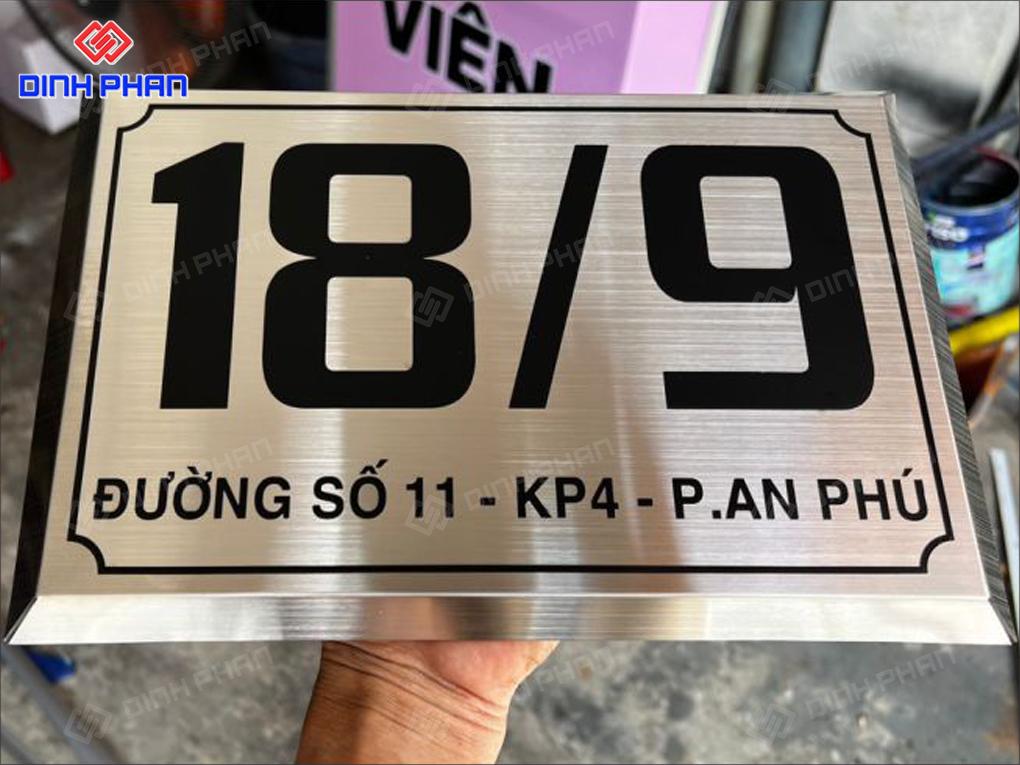 VIÊN
DINH PHAN
18/9
ĐƯỜNG SỐ 11 - KP4 - P.AN PHÚ